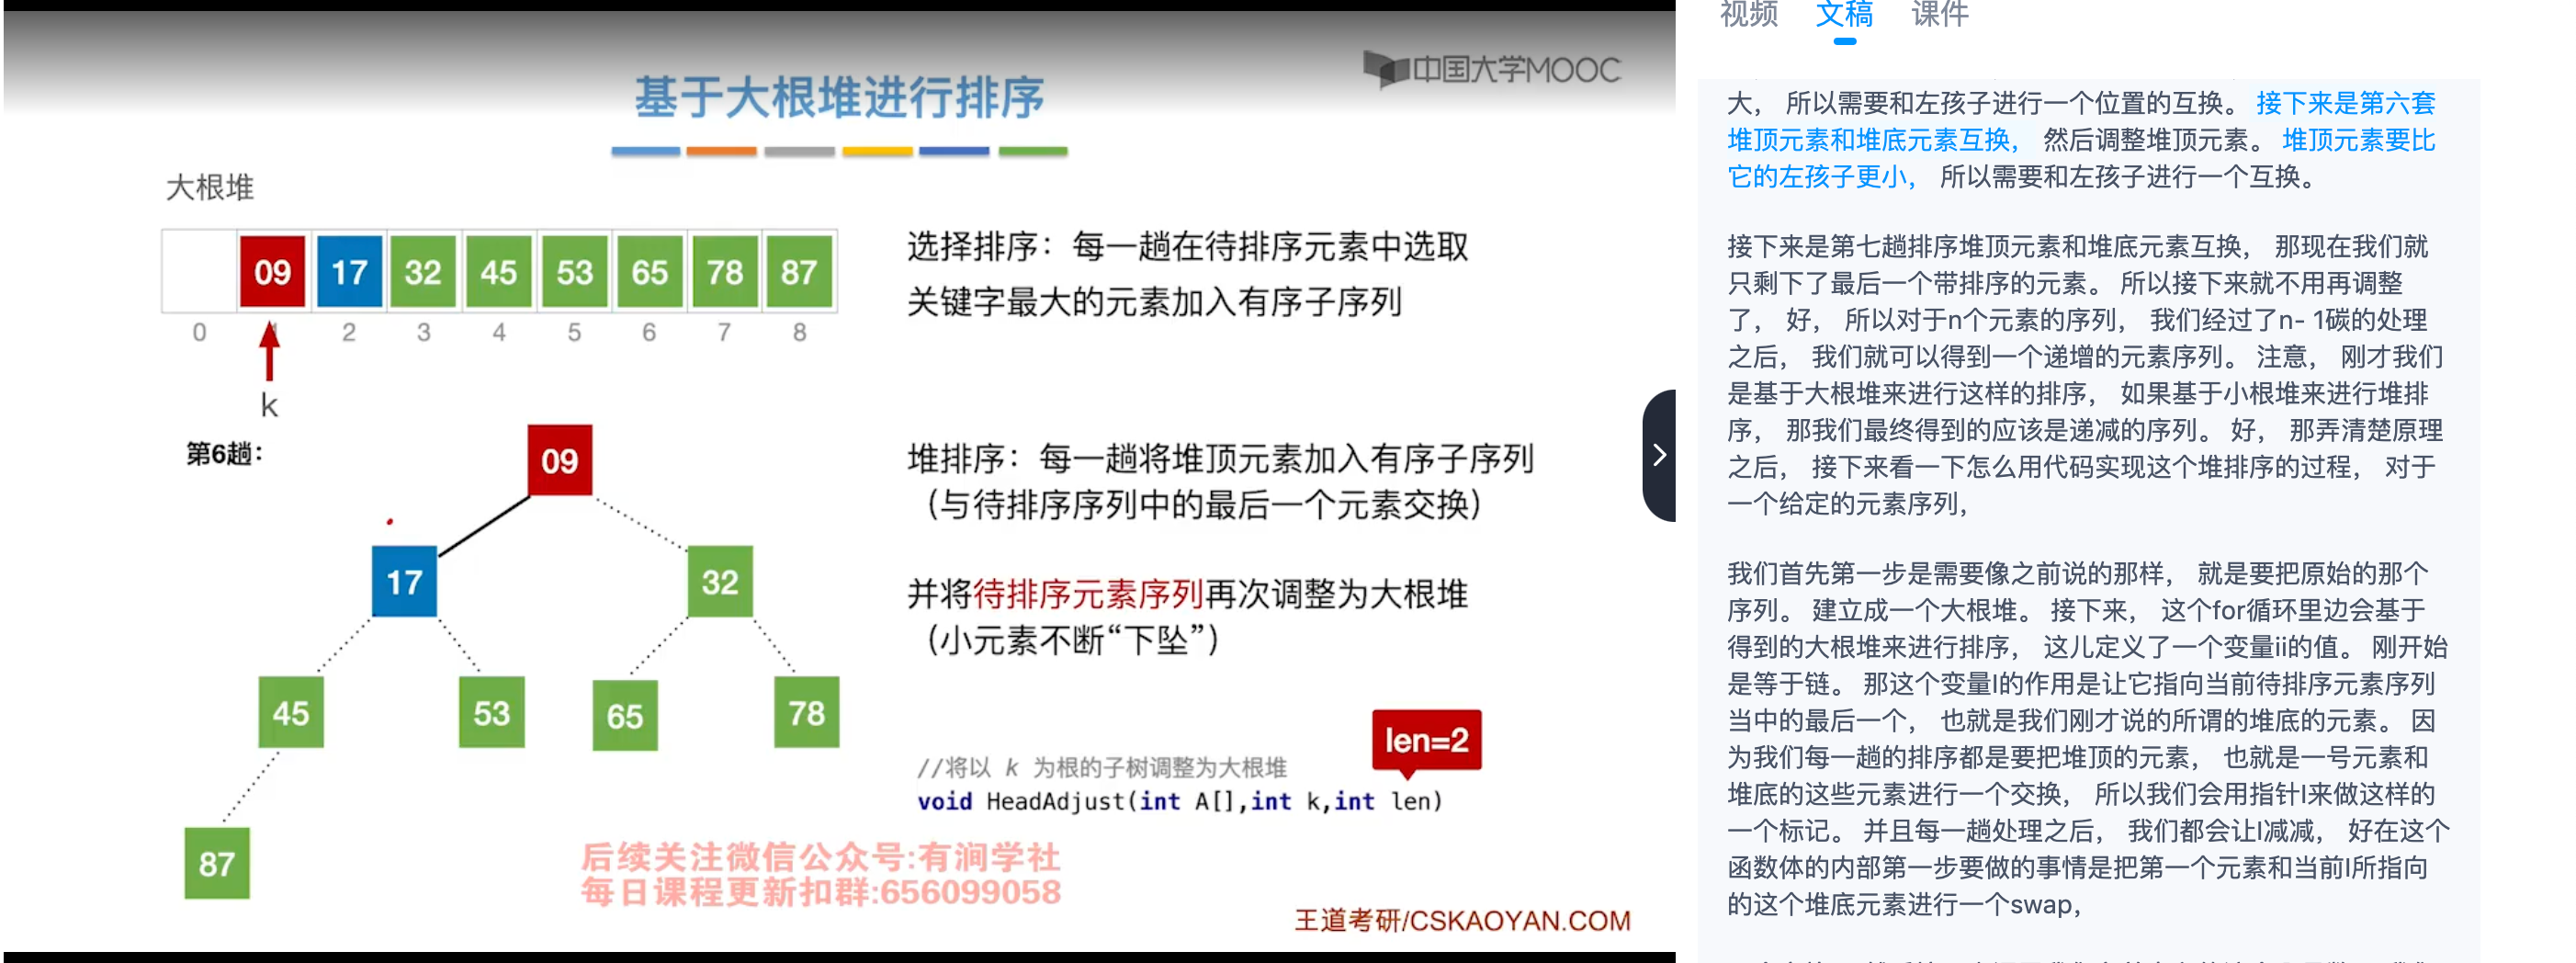 中国大学MOOC
基于大根堆进行排序
大根堆
09 17 32 45 53 65 78 87
0 2 3 4 5 6 7 8
k
选择排序：每一趟在待排序元素中选取
关键字最大的元素加入有序子序列
第6趟：
09
17 32
45 53 65 78
87
堆排序：每一趟将堆顶元素加入有序子序列
（与待排序序列中的最后一个元素交换）
并将待排序元素序列再次调整为大根堆
（小元素不断“下坠”）
len=2
//将以 k 为根的子树调整为大根堆
void HeadAdjust(int A[],int k,int len)
后续关注微信公众号:有涧学社
每日课程更新扣群:656099058
王道考研/CSKAOYAN.COM
视频 文稿 课件
大， 所以需要和左孩子进行一个位置的互换。 接下来是第六套
堆顶元素和堆底元素互换， 然后调整堆顶元素。 堆顶元素要比
它的左孩子更小， 所以需要和左孩子进行一个互换。
接下来是第七趟排序堆顶元素和堆底元素互换， 那现在我们就
只剩下了最后一个带排序的元素。 所以接下来就不用再调整
了， 好， 所以对于n个元素的序列， 我们经过了n- 1碳的处理
之后， 我们就可以得到一个递增的元素序列。 注意， 刚才我们
是基于大根堆来进行这样的排序， 如果基于小根堆来进行堆排
序， 那我们最终得到的应该是递减的序列。 好， 那弄清楚原理
之后， 接下来看一下怎么用代码实现这个堆排序的过程， 对于
一个给定的元素序列，
我们首先第一步是需要像之前说的那样， 就是要把原始的那个
序列。 建立成一个大根堆。 接下来， 这个for循环里边会基于
得到的大根堆来进行排序， 这儿定义了一个变量ii的值。 刚开始
是等于链。 那这个变量I的作用是让它指向当前待排序元素序列
当中的最后一个， 也就是我们刚才说的所谓的堆底的元素。 因
为我们每一趟的排序都是要把堆顶的元素， 也就是一号元素和
堆底的这些元素进行一个交换， 所以我们会用指针I来做这样的
一个标记。 并且每一趟处理之后， 我们都会让I减减， 好在这个
函数体的内部第一步要做的事情是把第一个元素和当前I所指向
的这个堆底元素进行一个swap，